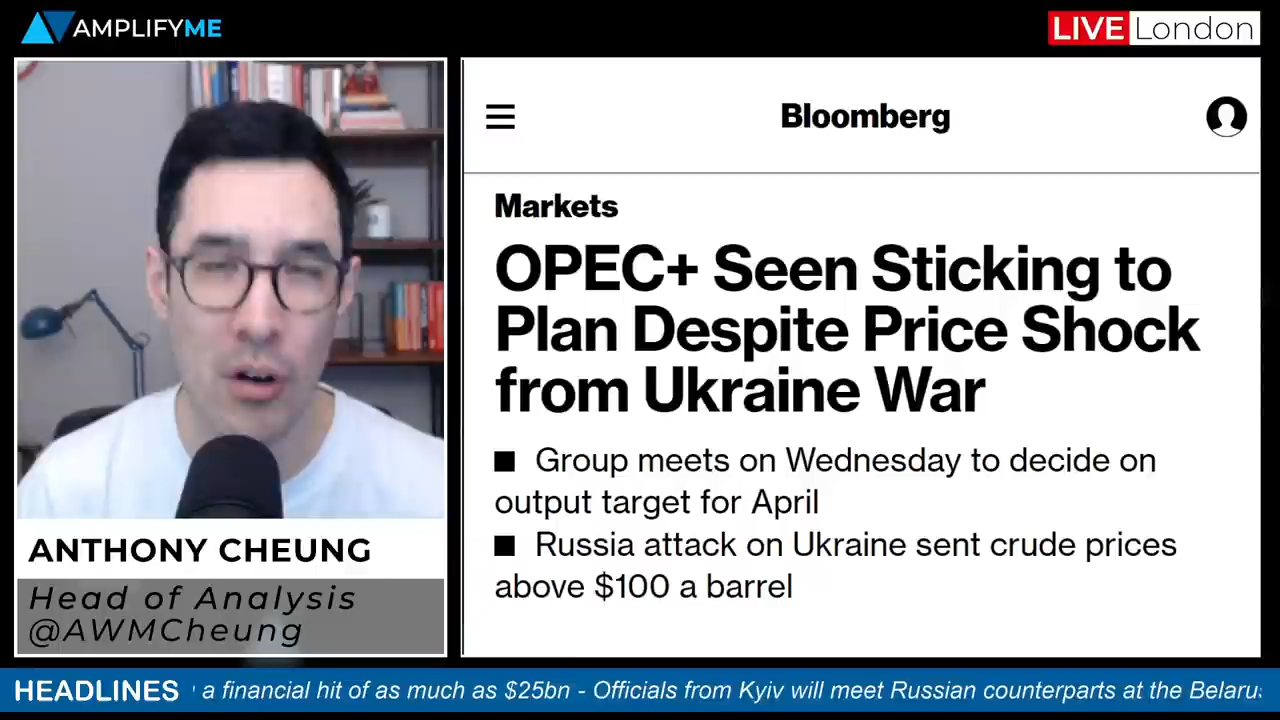 AMPLIFYME
LIVE London
Bloomberg
Markets
OPEC+ Seen Sticking to
Plan Despite Price Shock
from Ukraine War
■ Group meets on Wednesday to decide on
output target for April
■ Russia attack on Ukraine sent crude prices
above $100 a barrel
ANTHONY CHEUNG
Head of Analysis
@AWMCheung
HEADLINES a financial hit of as much as $25bn - Officials from Kyiv will meet Russian counterparts at the Belaru